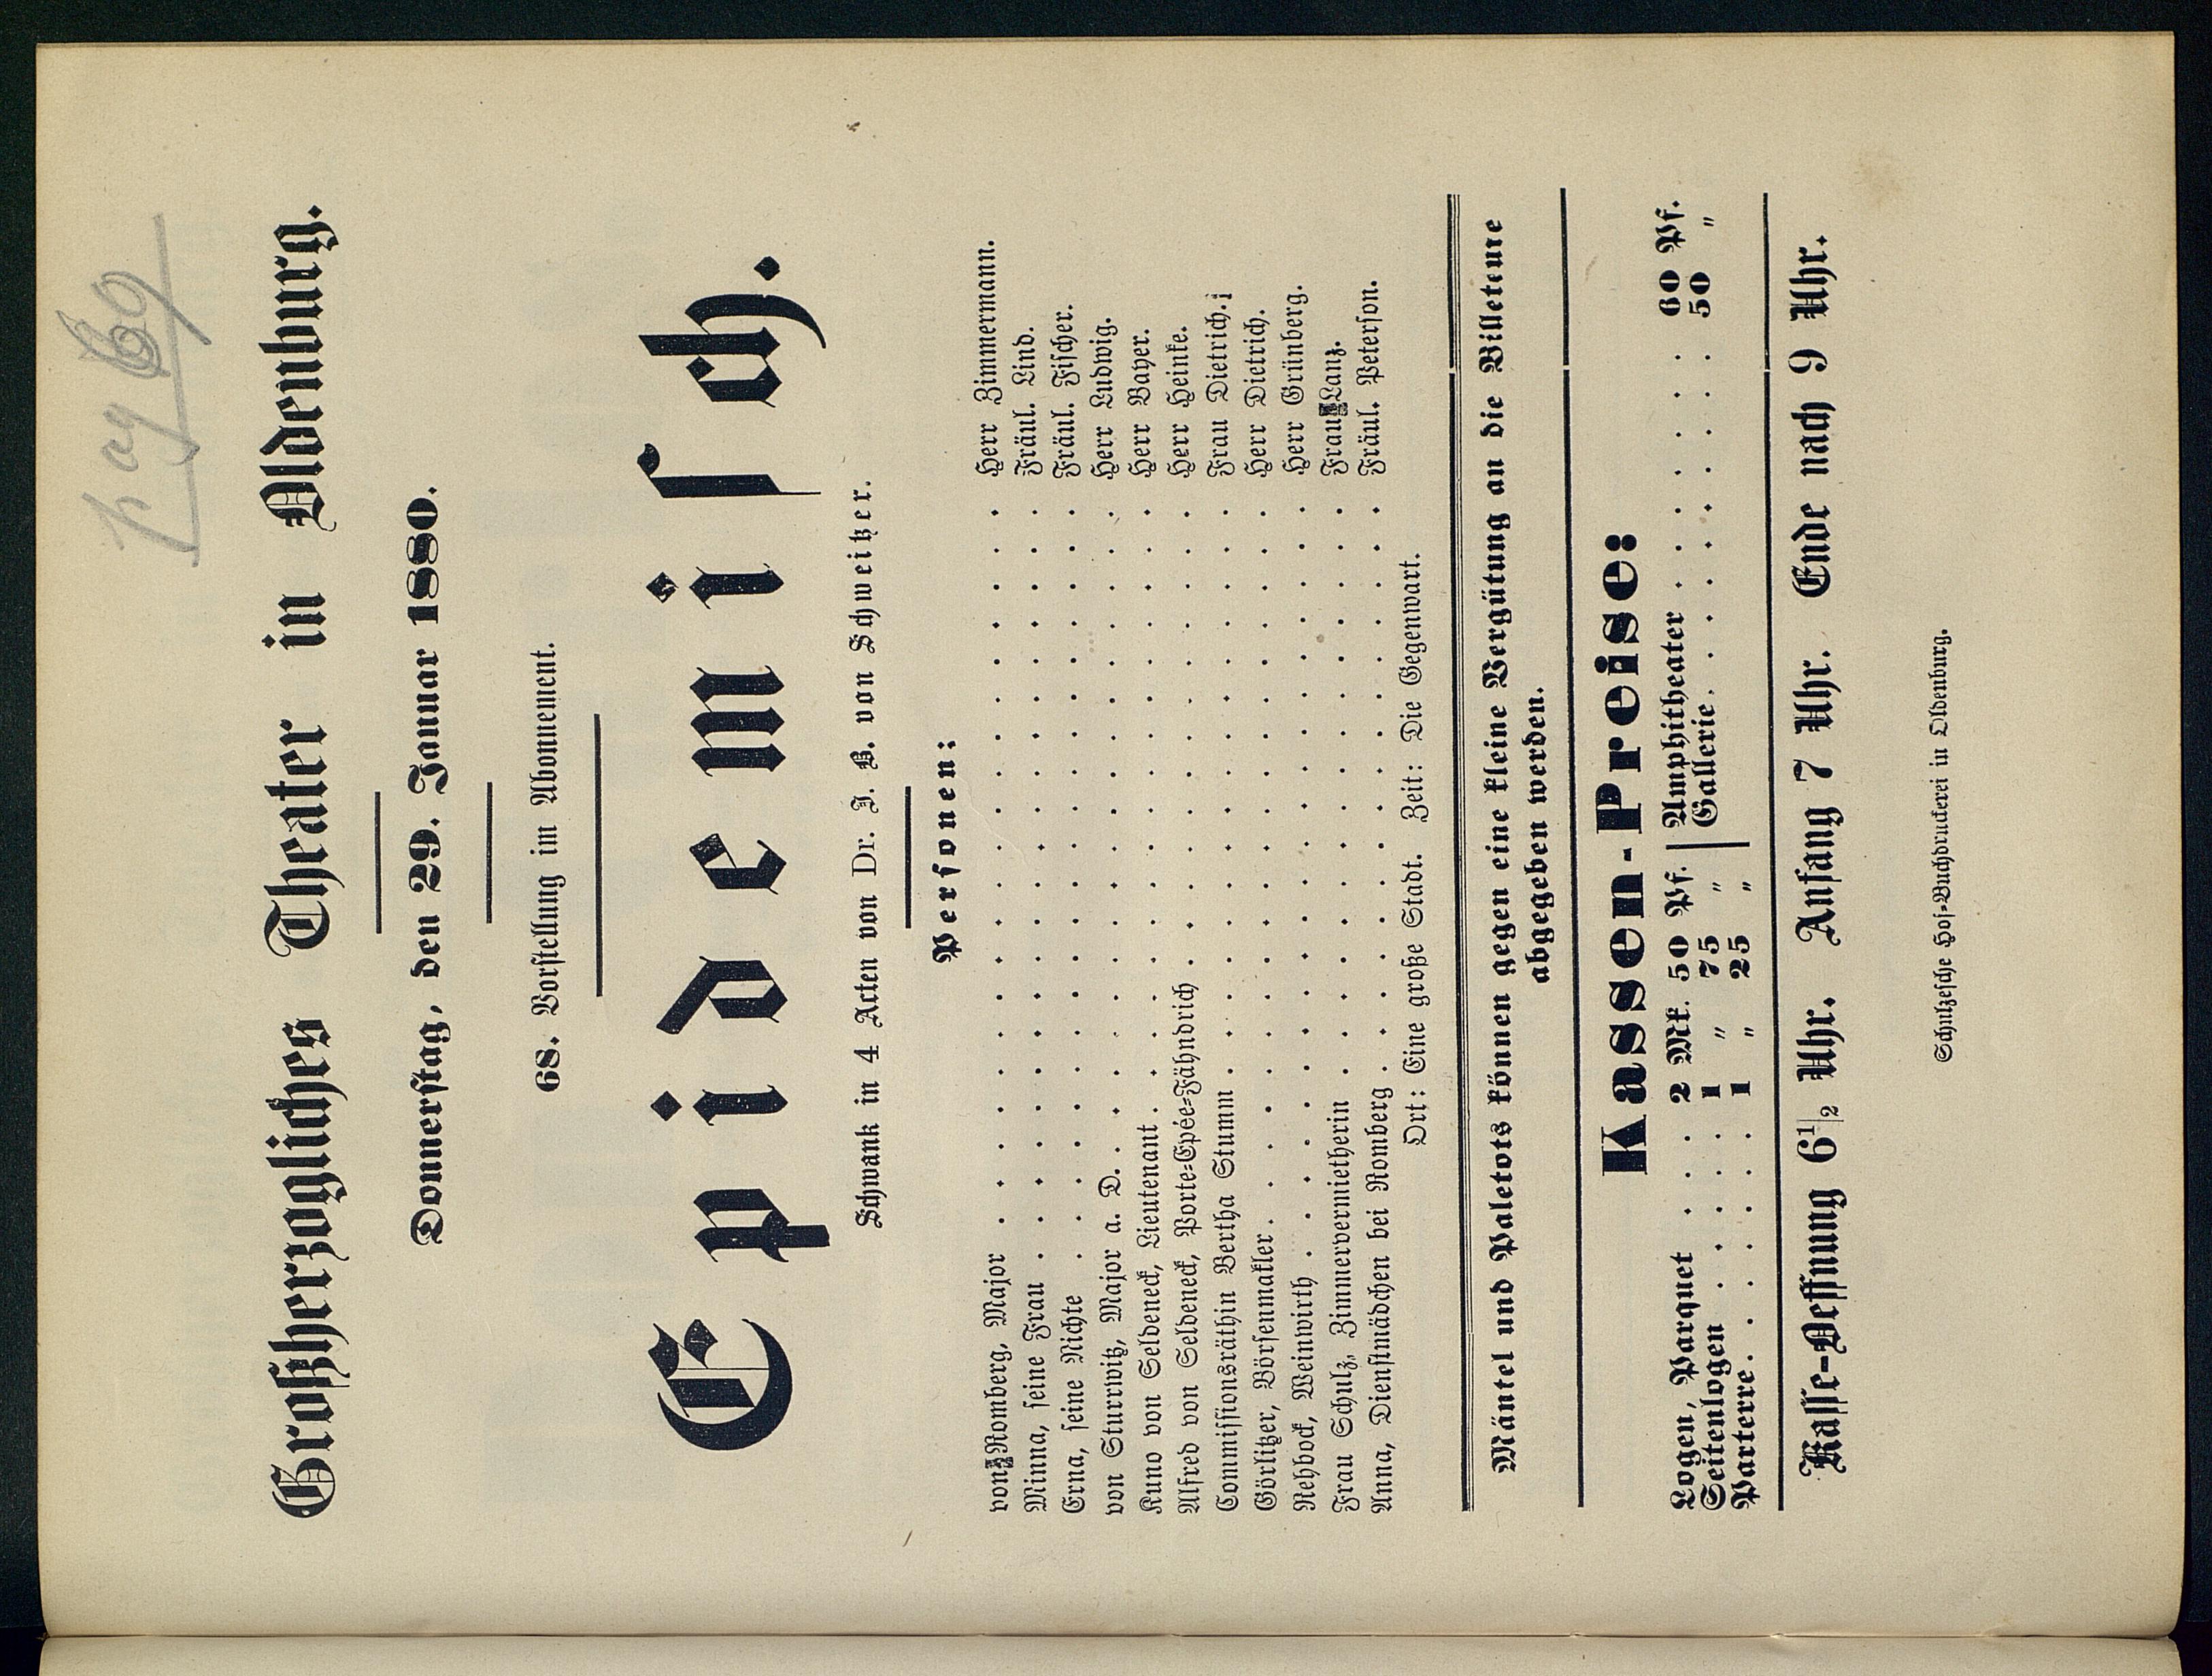 Großherzogliches Theater in Oldenburg.
Donnerstag, den 29. Januar 1880.
68. Vorstellung im Abonnement.
Epidemisch.
Schwank in 4 Acten von Dr. J. B. von Schweitzer.
Personen:
von Romberg, Major . . . Herr Zimmermann.
Minna, seine Frau . . . Fräul. Lind.
Erna, seine Nichte . . . Fräul. Fischer.
von Sturrwitz, Major a. D. . . . Herr Ludwig.
Kuno von Seldeneck, Lieutenant . . . Herr Bayer.
Alfred von Seldeneck, Porte-Epée-Fähndrich . . . Herr Heinke.
Commissionsräthin Bertha Stumm . . . Frau Dietrich.
Görlitzer, Börsenmakler . . . Herr Dietrich.
Rehbock, Weinwirth . . . Herr Grünberg.
Frau Schulz, Zimmervermietherin . . . Frau Lanz.
Anna, Dienstmädchen bei Romberg . . . Fräul. Peterson.
Ort: Eine große Stadt. Zeit: Die Gegenwart.
Mäntel und Paletots können gegen eine kleine Vergütung an die Billeteure
abgegeben werden.
Kassen-Preise:
Logen, Parquet . . . 2 Mk. 50 Pf. | Amphitheater . . . 60 Pf.
Seitenlogen . . . 1 " 75 " | Gallerie . . . 50 "
Parterre . . . 1 " 25 "
Kasse-Oeffnung 6 1/2 Uhr. Anfang 7 Uhr. Ende nach 9 Uhr.
Schulzesche Hof-Buchdruckerei in Oldenburg.